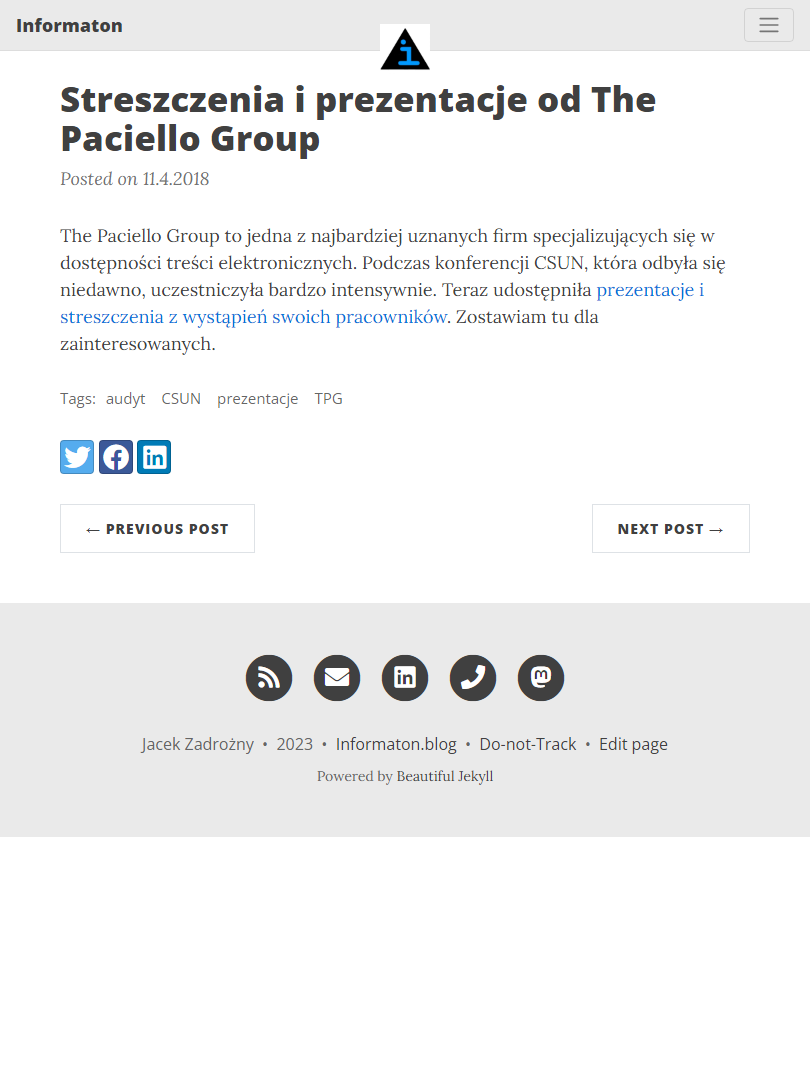 Informaton
Streszczenia i prezentacje od The
Paciello Group
Posted on 11.4.2018
The Paciello Group to jedna z najbardziej uznanych firm specjalizujących się w
dostępności treści elektronicznych. Podczas konferencji CSUN, która odbyła się
niedawno, uczestniczyła bardzo intensywnie. Teraz udostępniła prezentacje i
streszczenia z wystąpień swoich pracowników. Zostawiam tu dla
zainteresowanych.
Tags: audyt CSUN prezentacje TPG
← PREVIOUS POST
NEXT POST →
Jacek Zadrożny • 2023 • Informaton.blog • Do-not-Track • Edit page
Powered by Beautiful Jekyll